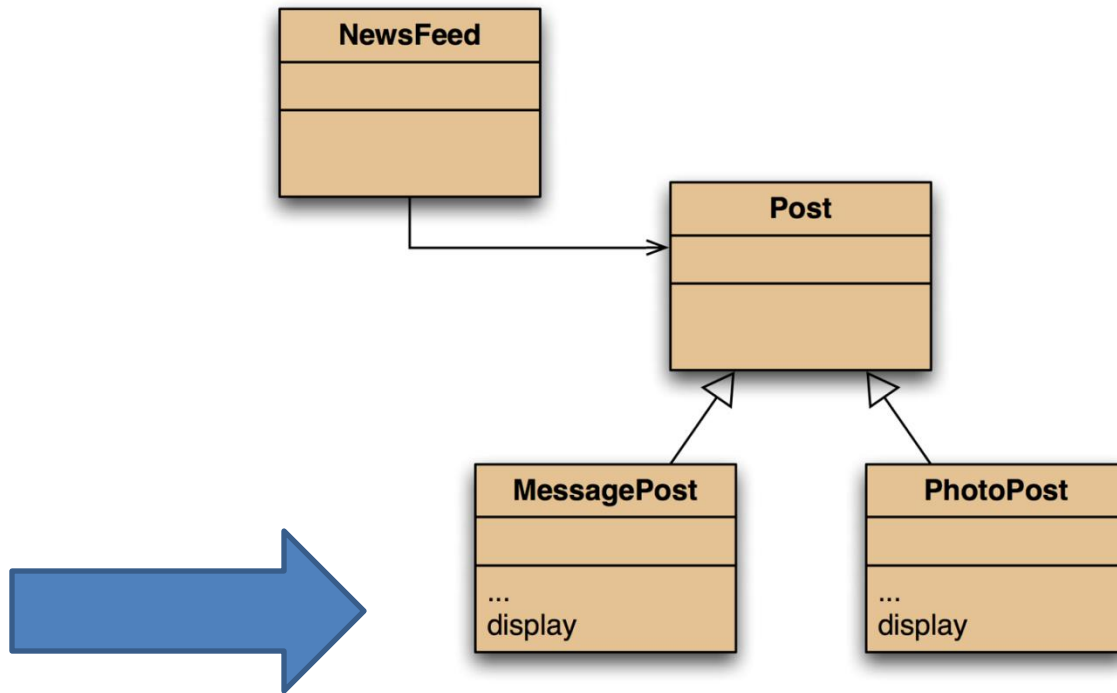 NewsFeed
Post
MessagePost
...
display
PhotoPost
...
display